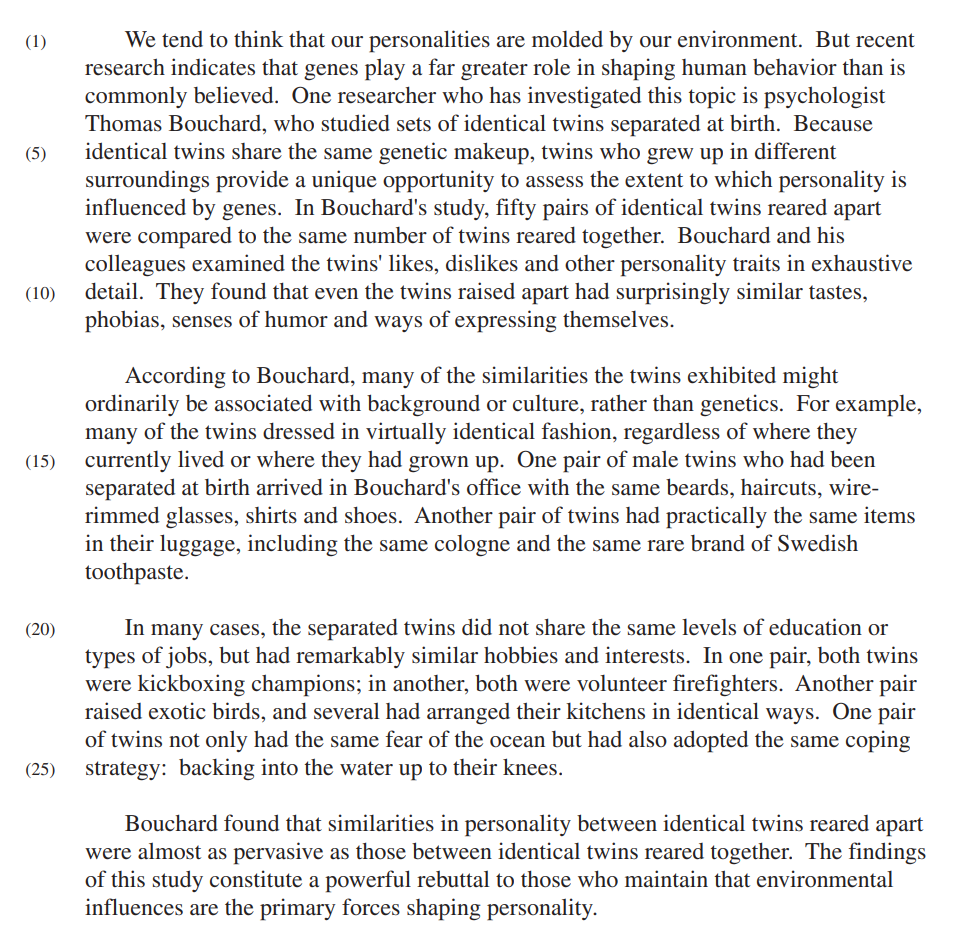 (1) We tend to think that our personalities are molded by our environment. But recent
research indicates that genes play a far greater role in shaping human behavior than is
commonly believed. One researcher who has investigated this topic is psychologist
Thomas Bouchard, who studied sets of identical twins separated at birth. Because
(5) identical twins share the same genetic makeup, twins who grew up in different
surroundings provide a unique opportunity to assess the extent to which personality is
influenced by genes. In Bouchard's study, fifty pairs of identical twins reared apart
were compared to the same number of twins reared together. Bouchard and his
colleagues examined the twins' likes, dislikes and other personality traits in exhaustive
(10) detail. They found that even the twins raised apart had surprisingly similar tastes,
phobias, senses of humor and ways of expressing themselves.
According to Bouchard, many of the similarities the twins exhibited might
ordinarily be associated with background or culture, rather than genetics. For example,
many of the twins dressed in virtually identical fashion, regardless of where they
(15) currently lived or where they had grown up. One pair of male twins who had been
separated at birth arrived in Bouchard's office with the same beards, haircuts, wire-
rimmed glasses, shirts and shoes. Another pair of twins had practically the same items
in their luggage, including the same cologne and the same rare brand of Swedish
toothpaste.
(20) In many cases, the separated twins did not share the same levels of education or
types of jobs, but had remarkably similar hobbies and interests. In one pair, both twins
were kickboxing champions; in another, both were volunteer firefighters. Another pair
raised exotic birds, and several had arranged their kitchens in identical ways. One pair
of twins not only had the same fear of the ocean but had also adopted the same coping
(25) strategy: backing into the water up to their knees.
Bouchard found that similarities in personality between identical twins reared apart
were almost as pervasive as those between identical twins reared together. The findings
of this study constitute a powerful rebuttal to those who maintain that environmental
influences are the primary forces shaping personality.